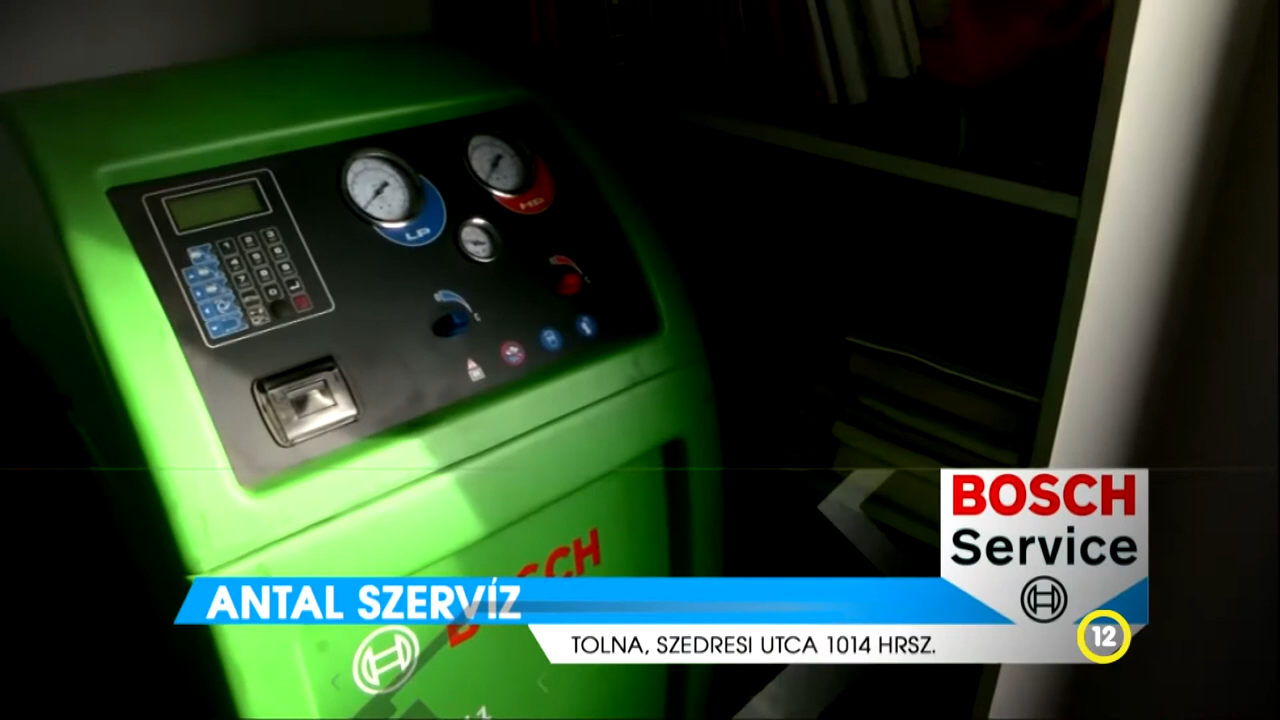 LP
HP
BOSCH
BOSCH
Service
ANTAL SZERVÍZ
TOLNA, SZEDRESI UTCA 1014 HRSZ.
12